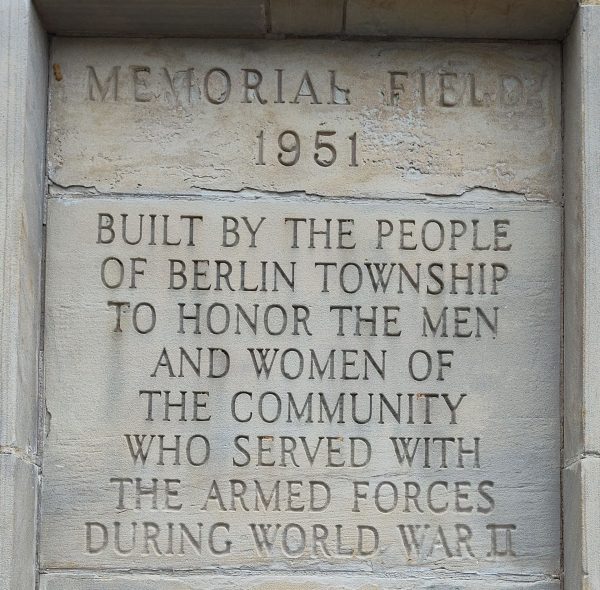 MEMORIAL FIELD
1951
BUILT BY THE PEOPLE
OF BERLIN TOWNSHIP
TO HONOR THE MEN
AND WOMEN OF
THE COMMUNITY
WHO SERVED WITH
THE ARMED FORCES
DURING WORLD WAR II